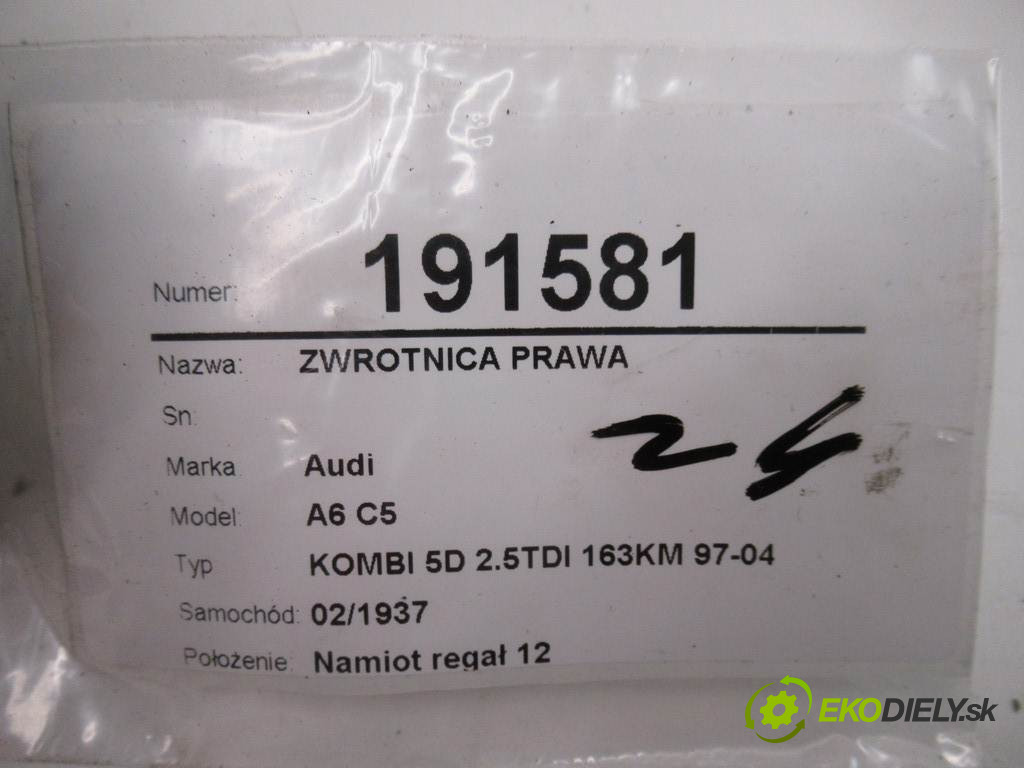 Numer: 191581
Nazwa: ZWROTNICA PRAWA
Sn:
24
Marka: Audi
Model: A6 C5
Typ KOMBI 5D 2.5TDI 163KM 97-04
Samochód: 02/1937
Położenie: Namiot regał 12
EKODIELY.sk